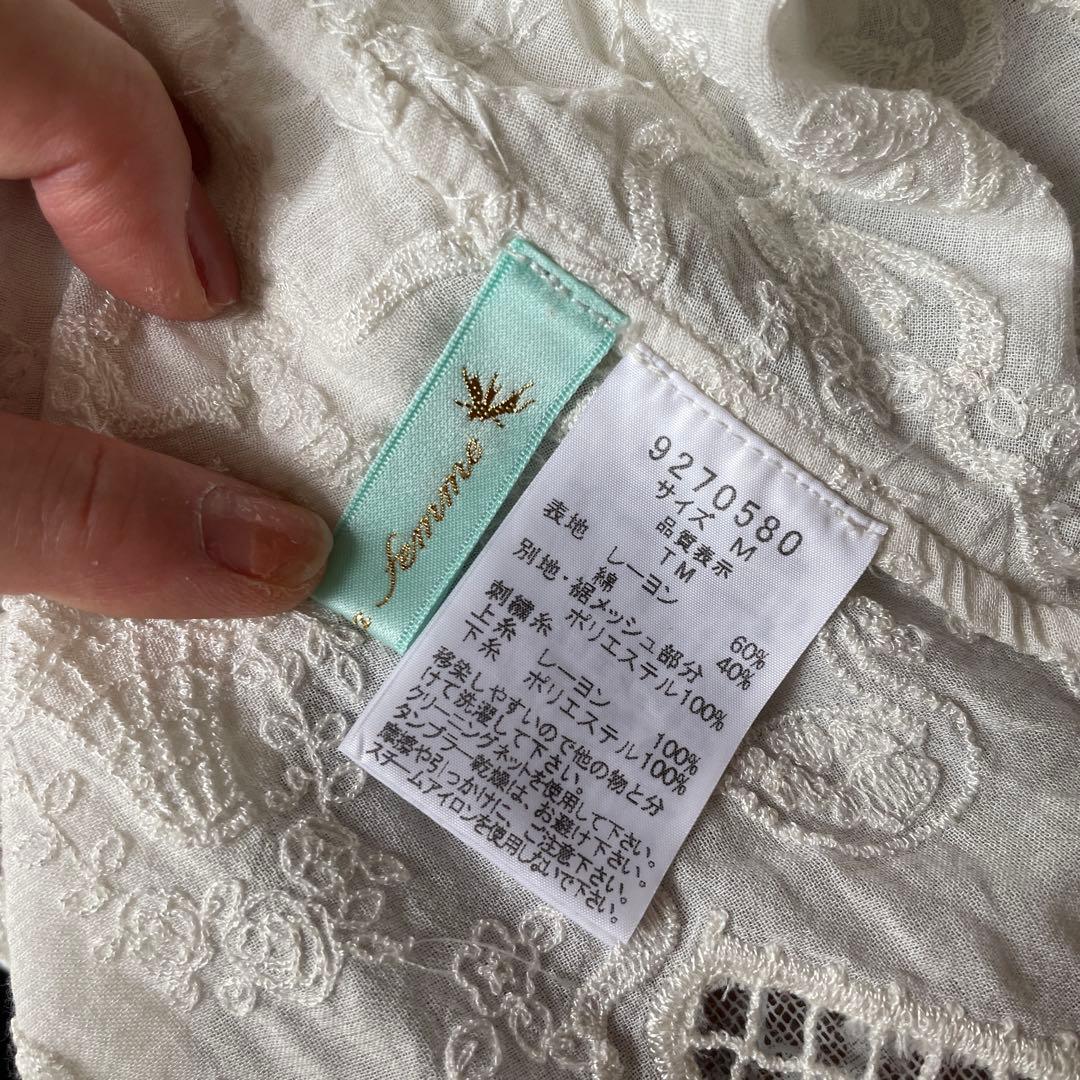 femme
9270580
サイズ M
品質表示
TM
表地 レーヨン 60%
綿 40%
別地・裾メッシュ部分
ポリエステル100%
刺繍糸
上糸 レーヨン 100%
下糸 ポリエステル100%
移染しやすいので他の物と分
けて洗濯して下さい。
クリーニングネットを使用して下さい。
タンブラー乾燥は、お避け下さい。
摩擦や引っかけに、ご注意下さい。
スチームアイロンを使用しないで下さい。